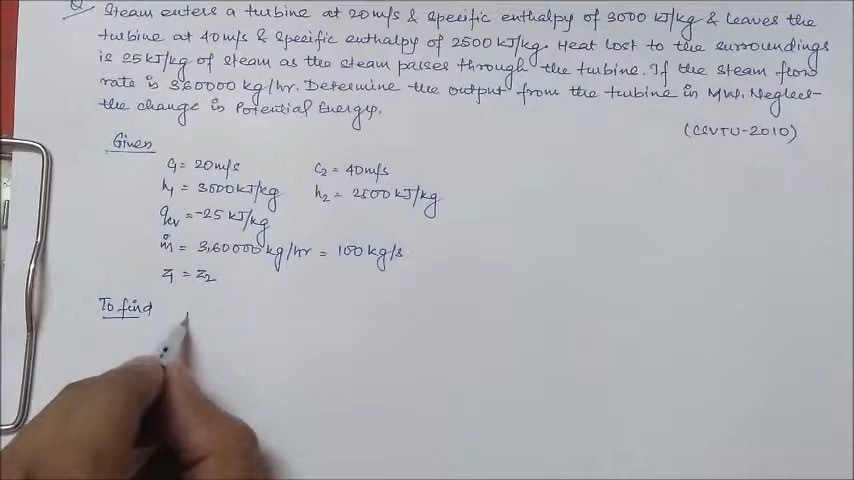 Q Steam enters a turbine at 20m/s & Specific enthalpy of 3000 kJ/kg & leaves the
turbine at 40m/s & Specific enthalpy of 2500 kJ/kg. Heat lost to the surroundings
is 25kJ/kg of steam as the steam passes through the turbine. If the steam flow
rate is 360000 kg/hr. Determine the output from the turbine in MW. Neglect
the change in Potential Energy.
(CSVTU-2010)
Given
C1 = 20m/s C2 = 40m/s
h1 = 3000 kJ/kg h2 = 2500 kJ/kg
qcv = -25 kJ/kg
ṁ = 3,60000 kg/hr = 100 kg/s
Z1 = Z2
To find